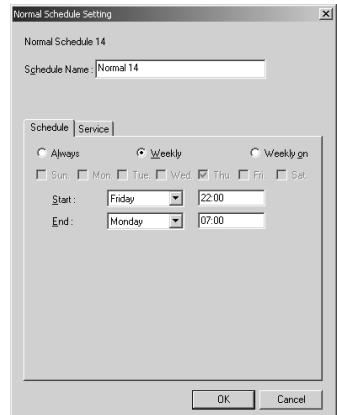 Normal Schedule Setting
Normal Schedule 14
Schedule Name : Normal 14
Schedule Service
Always Weekly Weekly on
Sun. Mon. Tue. Wed. Thu. Fri. Sat.
Start : Friday 22:00
End : Monday 07:00
OK Cancel